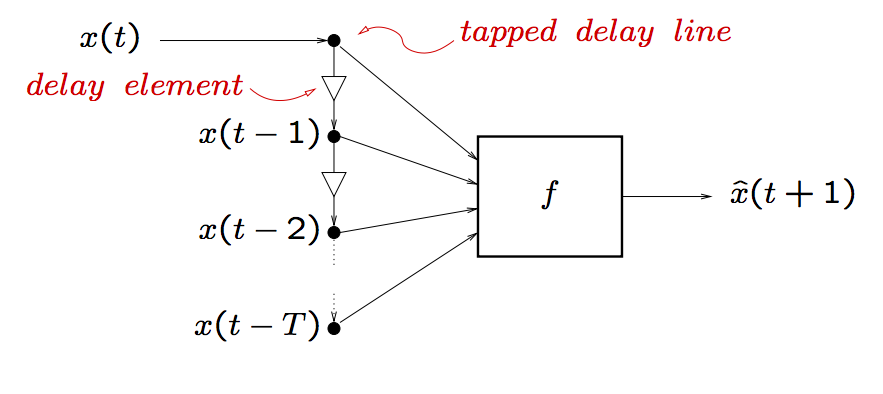 x(t)
tapped delay line
delay element
x(t − 1)
f
x̂(t + 1)
x(t − 2)
x(t − T)